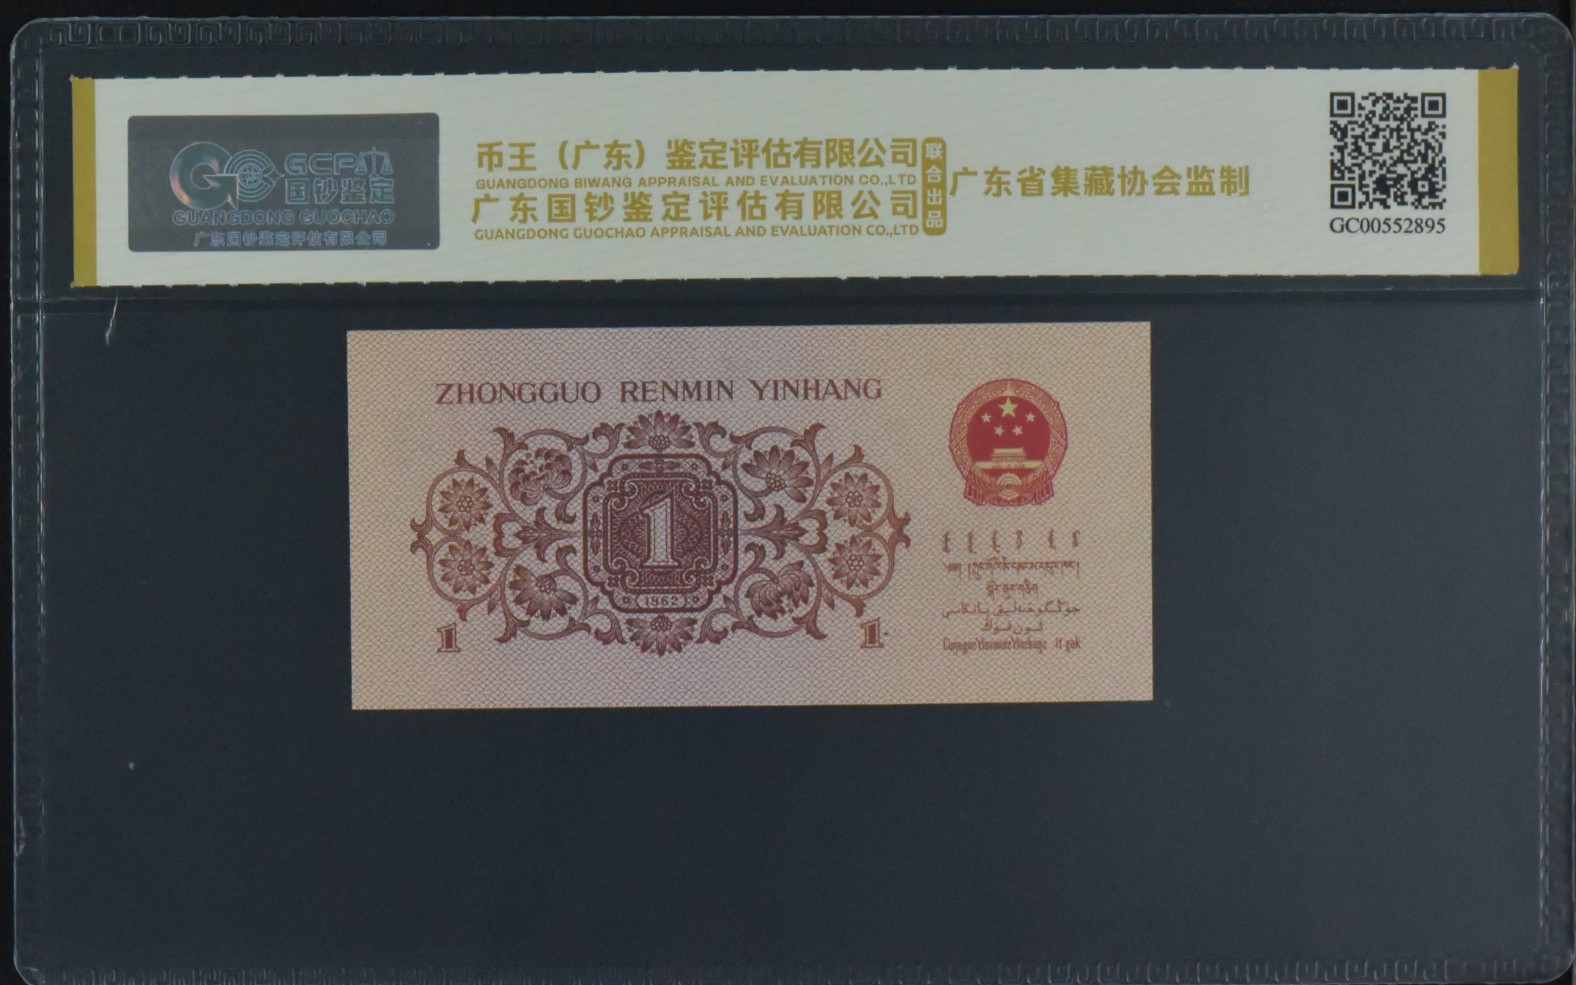 GCP
国钞鉴定
GUANGDONG GUOCHAO
广东国钞鉴定评估有限公司
币王（广东）鉴定评估有限公司
GUANGDONG BIWANG APPRAISAL AND EVALUATION CO.,LTD
广东国钞鉴定评估有限公司
GUANGDONG GUOCHAO APPRAISAL AND EVALUATION CO.,LTD
联合出品
广东省集藏协会监制
GC00552895
ZHONGGUO RENMIN YINHANG
1
(1962)
1
1